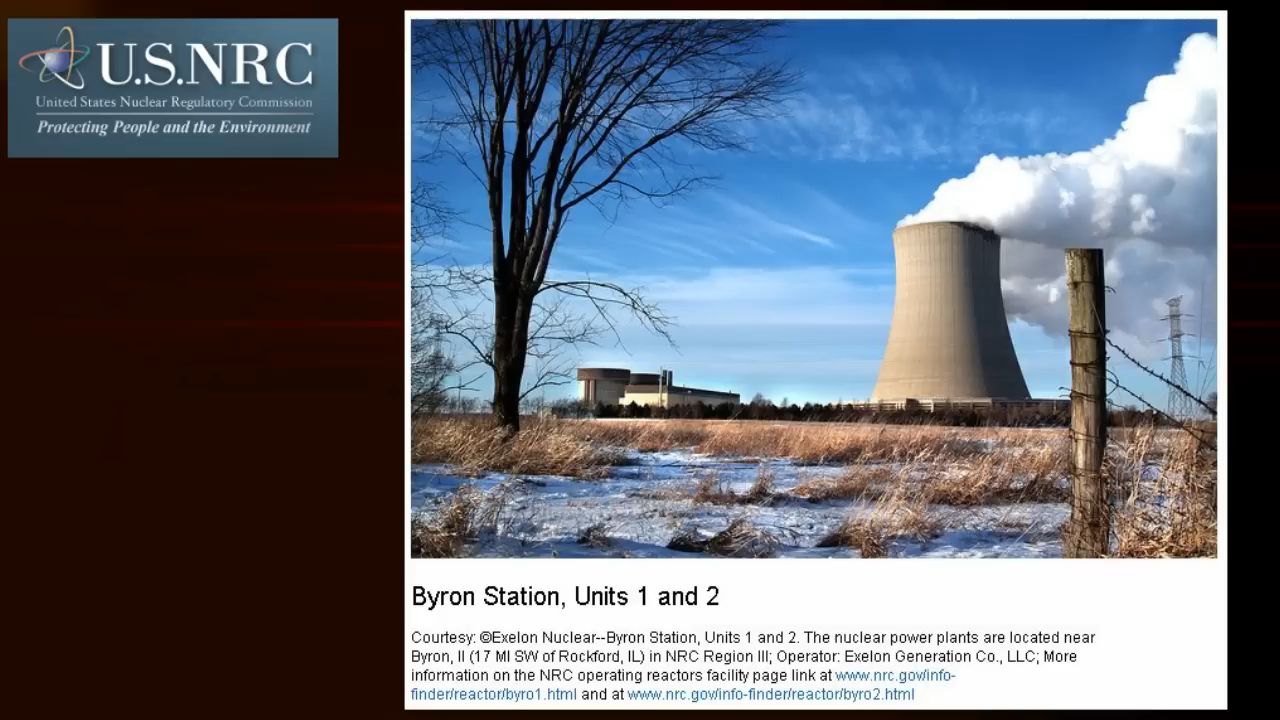 U.S.NRC
United States Nuclear Regulatory Commission
Protecting People and the Environment
Byron Station, Units 1 and 2
Courtesy: ©Exelon Nuclear--Byron Station, Units 1 and 2. The nuclear power plants are located near
Byron, Il (17 MI SW of Rockford, IL) in NRC Region III; Operator: Exelon Generation Co., LLC; More
information on the NRC operating reactors facility page link at www.nrc.gov/info-
finder/reactor/byro1.html and at www.nrc.gov/info-finder/reactor/byro2.html